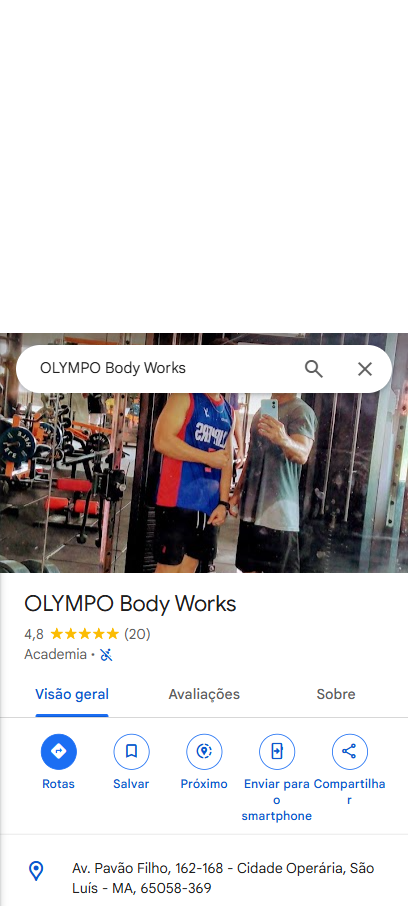 OLYMPO Body Works
OLYMPO Body Works
4,8 (20)
Academia ·
Visão geral Avaliações Sobre
Rotas Salvar Próximo Enviar para o smartphone Compartilhar
Av. Pavão Filho, 162-168 - Cidade Operária, São
Luís - MA, 65058-369